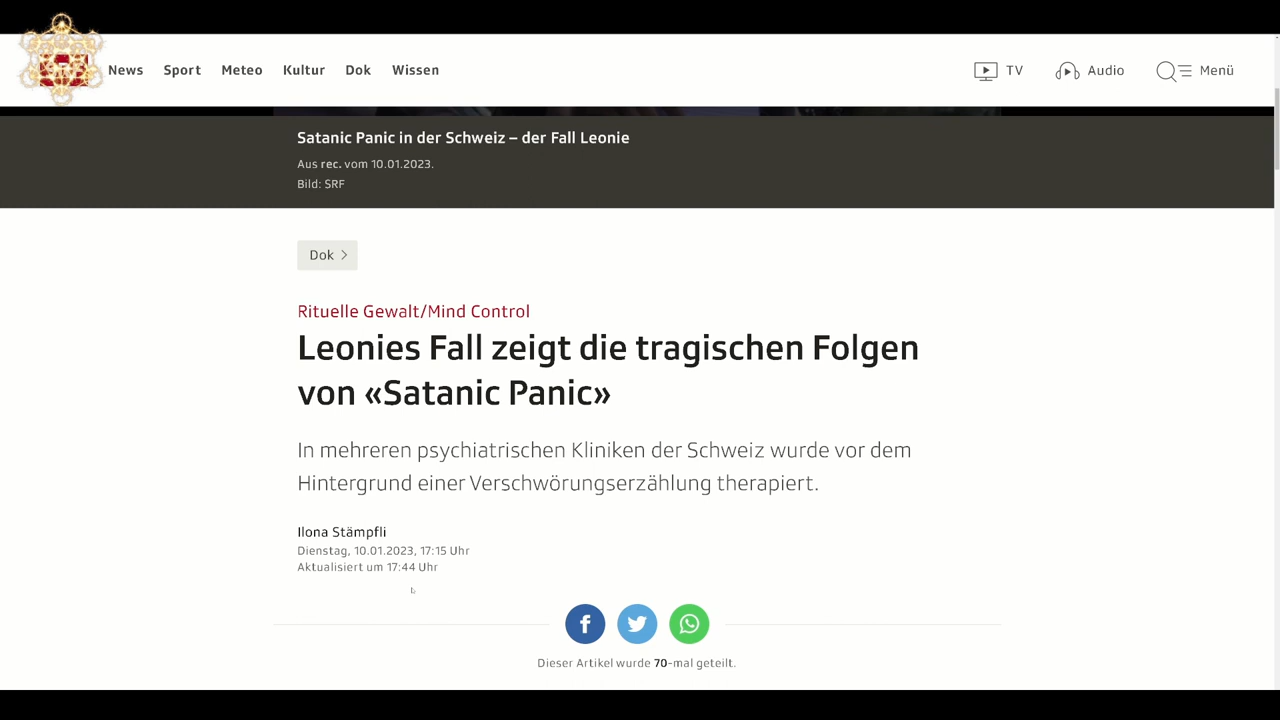 News Sport Meteo Kultur Dok Wissen TV Audio Menü
Satanic Panic in der Schweiz – der Fall Leonie
Aus rec. vom 10.01.2023.
Bild: SRF
Dok
Rituelle Gewalt/Mind Control
Leonies Fall zeigt die tragischen Folgen
von «Satanic Panic»
In mehreren psychiatrischen Kliniken der Schweiz wurde vor dem
Hintergrund einer Verschwörungserzählung therapiert.
Ilona Stämpfli
Dienstag, 10.01.2023, 17:15 Uhr
Aktualisiert um 17:44 Uhr
Dieser Artikel wurde 70-mal geteilt.